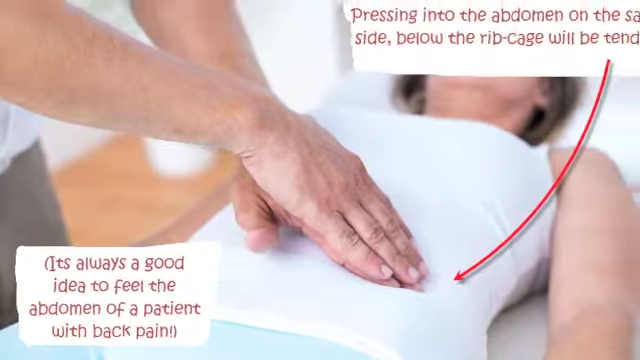 Pressing into the abdomen on the sa
side, below the rib-cage will be tend
(Its always a good
idea to feel the
abdomen of a patient
with back pain!)